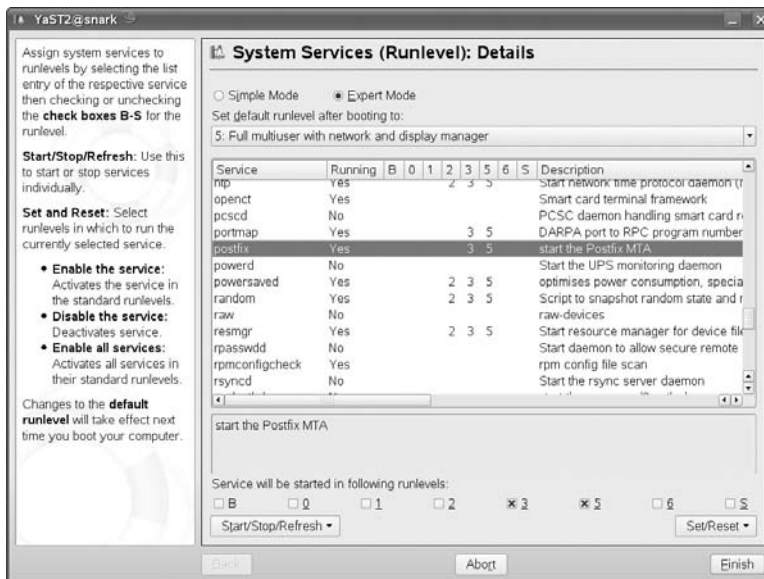 YaST2@snark
Assign system services to
runlevels by selecting the list
entry of the respective service
then checking or unchecking
the check boxes B-S for the
runlevel.
Start/Stop/Refresh: Use this
to start or stop services
individually.
Set and Reset: Select
runlevels in which to run the
currently selected service.
• Enable the service:
Activates the service in
the standard runlevels.
• Disable the service:
Deactivates service.
• Enable all services:
Activates all services in
their standard runlevels.
Changes to the default
runlevel will take effect next
time you boot your computer.
System Services (Runlevel): Details
Simple Mode Expert Mode
Set default runlevel after booting to:
5: Full multiuser with network and display manager
Service Running B 0 1 2 3 5 6 S Description
ntp Yes 2 3 5 Start network time protocol daemon (
openct Yes Smart card terminal framework
pcscd No PCSC daemon handling smart card
portmap Yes 3 5 DARPA port to RPC program number
postfix Yes 3 5 start the Postfix MTA
powerd No Start the UPS monitoring daemon
powersaved Yes 2 3 5 optimises power consumption, specia
random Yes 2 3 5 Script to snapshot random state and
raw No raw-devices
resmgr Yes 2 3 5 Start resource manager for device file
rpasswdd No Start daemon to allow secure remote
rpmconfigcheck Yes rpm config file scan
rsyncd No Start the rsync server daemon
start the Postfix MTA
Service will be started in following runlevels:
B 0 1 2 3 5 6 S
Start/Stop/Refresh Set/Reset
Back Abort Finish